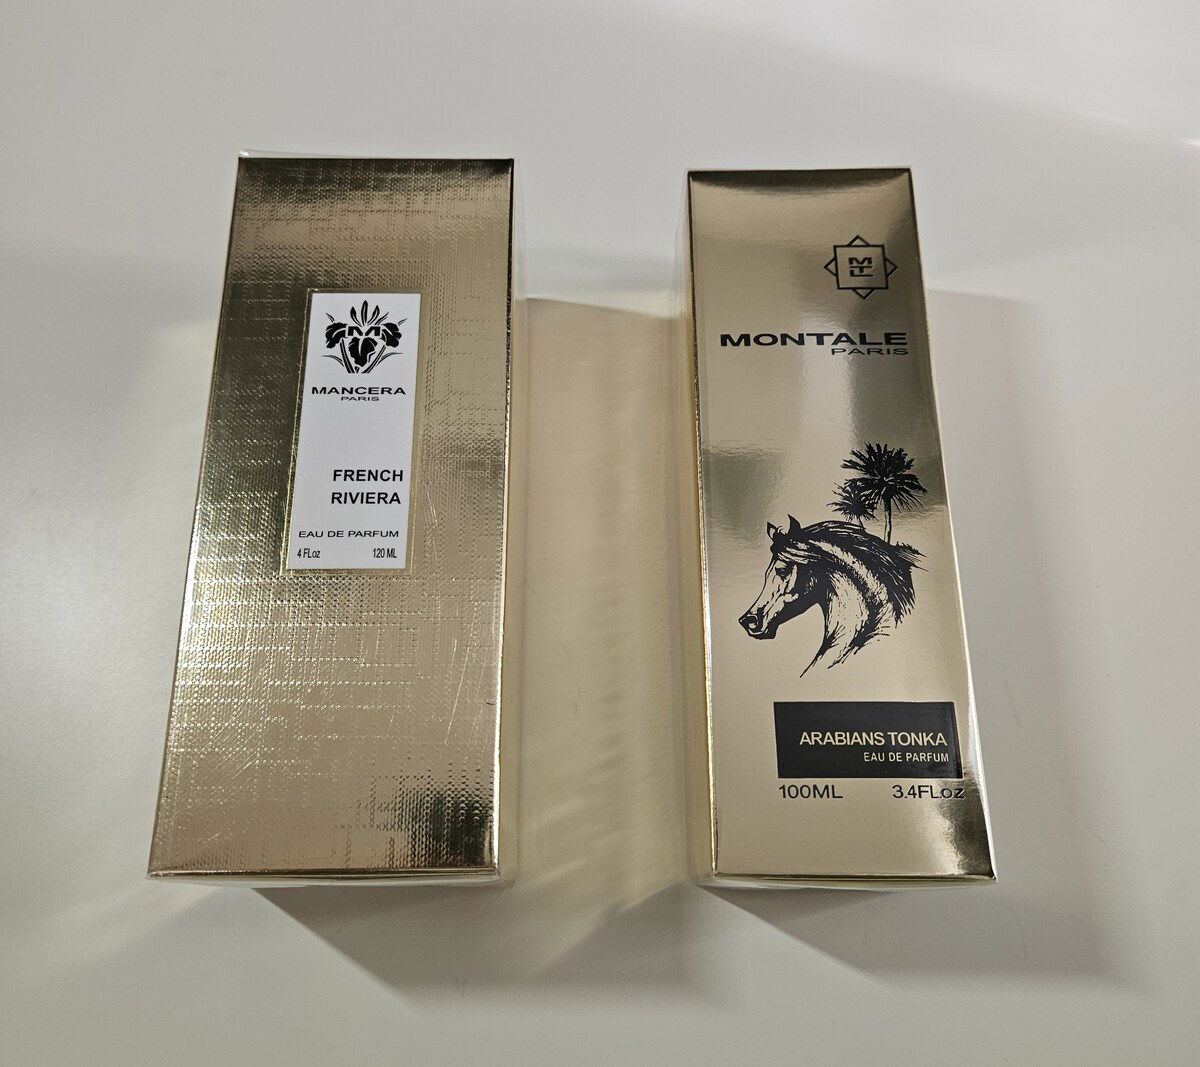 M
MANCERA
PARIS
FRENCH
RIVIERA
EAU DE PARFUM
4 FLoz 120 ML
MTL
MONTALE
PARIS
ARABIANS TONKA
EAU DE PARFUM
100ML 3.4FLoz